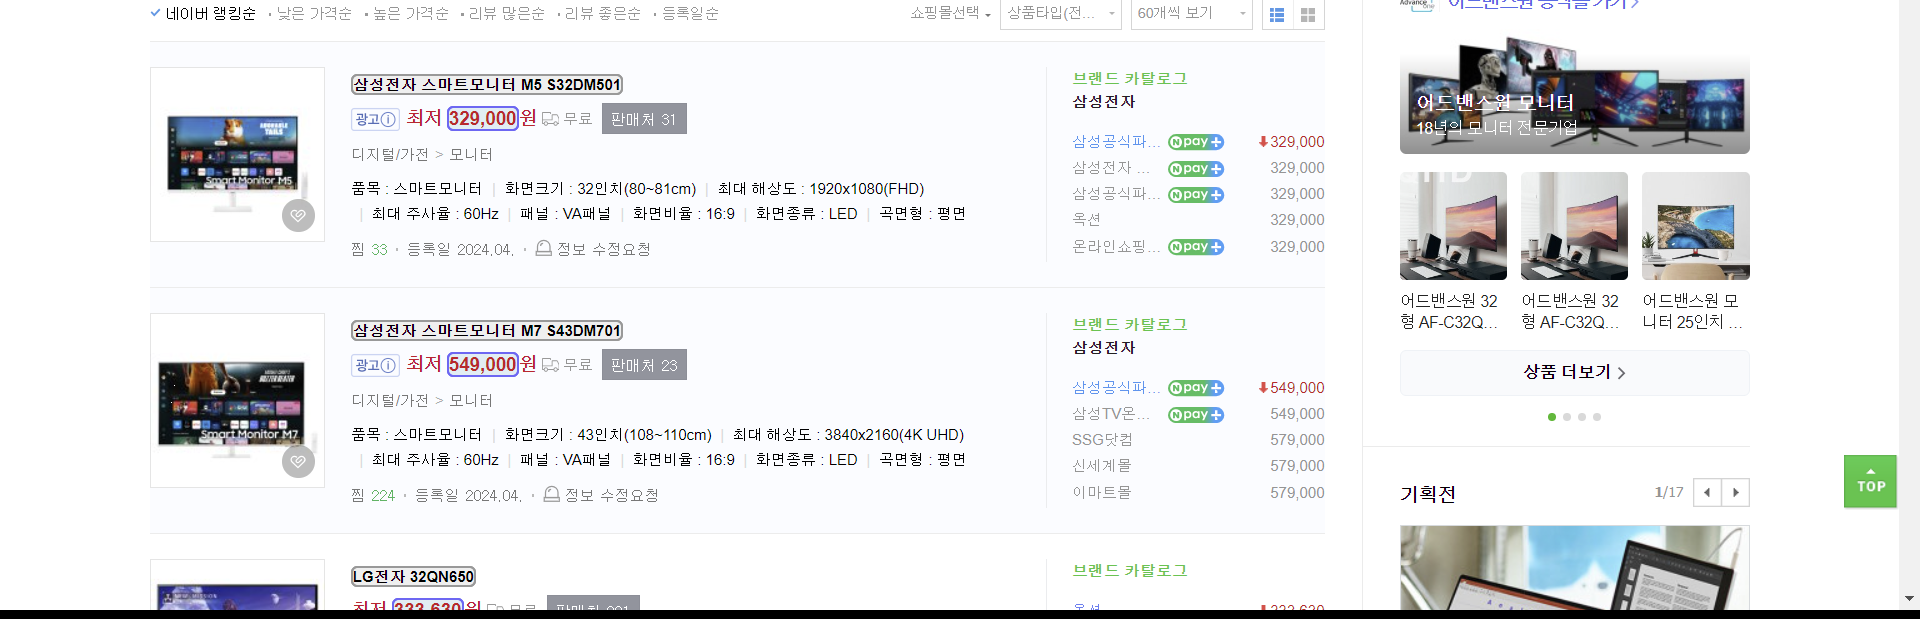 네이버 랭킹순 · 낮은 가격순 · 높은 가격순 · 리뷰 많은순 · 리뷰 좋은순 · 등록일순
쇼핑몰선택 상품타입(전... 60개씩 보기
삼성전자 스마트모니터 M5 S32DM501
광고 최저 329,000원 무료 판매처 31
디지털/가전 > 모니터
품목 : 스마트모니터 | 화면크기 : 32인치(80~81cm) | 최대 해상도 : 1920x1080(FHD)
| 최대 주사율 : 60Hz | 패널 : VA패널 | 화면비율 : 16:9 | 화면종류 : LED | 곡면형 : 평면
찜 33 · 등록일 2024.04. · 정보 수정요청
Smart Monitor M5
브랜드 카탈로그
삼성전자
삼성공식파... N pay+ 329,000
삼성전자 ... N pay+ 329,000
삼성공식파... N pay+ 329,000
옥션 329,000
온라인쇼핑... N pay+ 329,000
삼성전자 스마트모니터 M7 S43DM701
광고 최저 549,000원 무료 판매처 23
디지털/가전 > 모니터
품목 : 스마트모니터 | 화면크기 : 43인치(108~110cm) | 최대 해상도 : 3840x2160(4K UHD)
| 최대 주사율 : 60Hz | 패널 : VA패널 | 화면비율 : 16:9 | 화면종류 : LED | 곡면형 : 평면
찜 224 · 등록일 2024.04. · 정보 수정요청
Smart Monitor M7
브랜드 카탈로그
삼성전자
삼성공식파... N pay+ 549,000
삼성TV온... N pay+ 549,000
SSG닷컴 579,000
신세계몰 579,000
이마트몰 579,000
LG전자 32QN650
최저 333,630원 무료 판매처
브랜드 카탈로그
옥션 333,630
어드밴스원 모니터
18년의 모니터 전문기업
어드밴스원 32형 AF-C32Q...
어드밴스원 32형 AF-C32Q...
어드밴스원 모니터 25인치 ...
상품 더보기 >
기획전 1/17
TOP